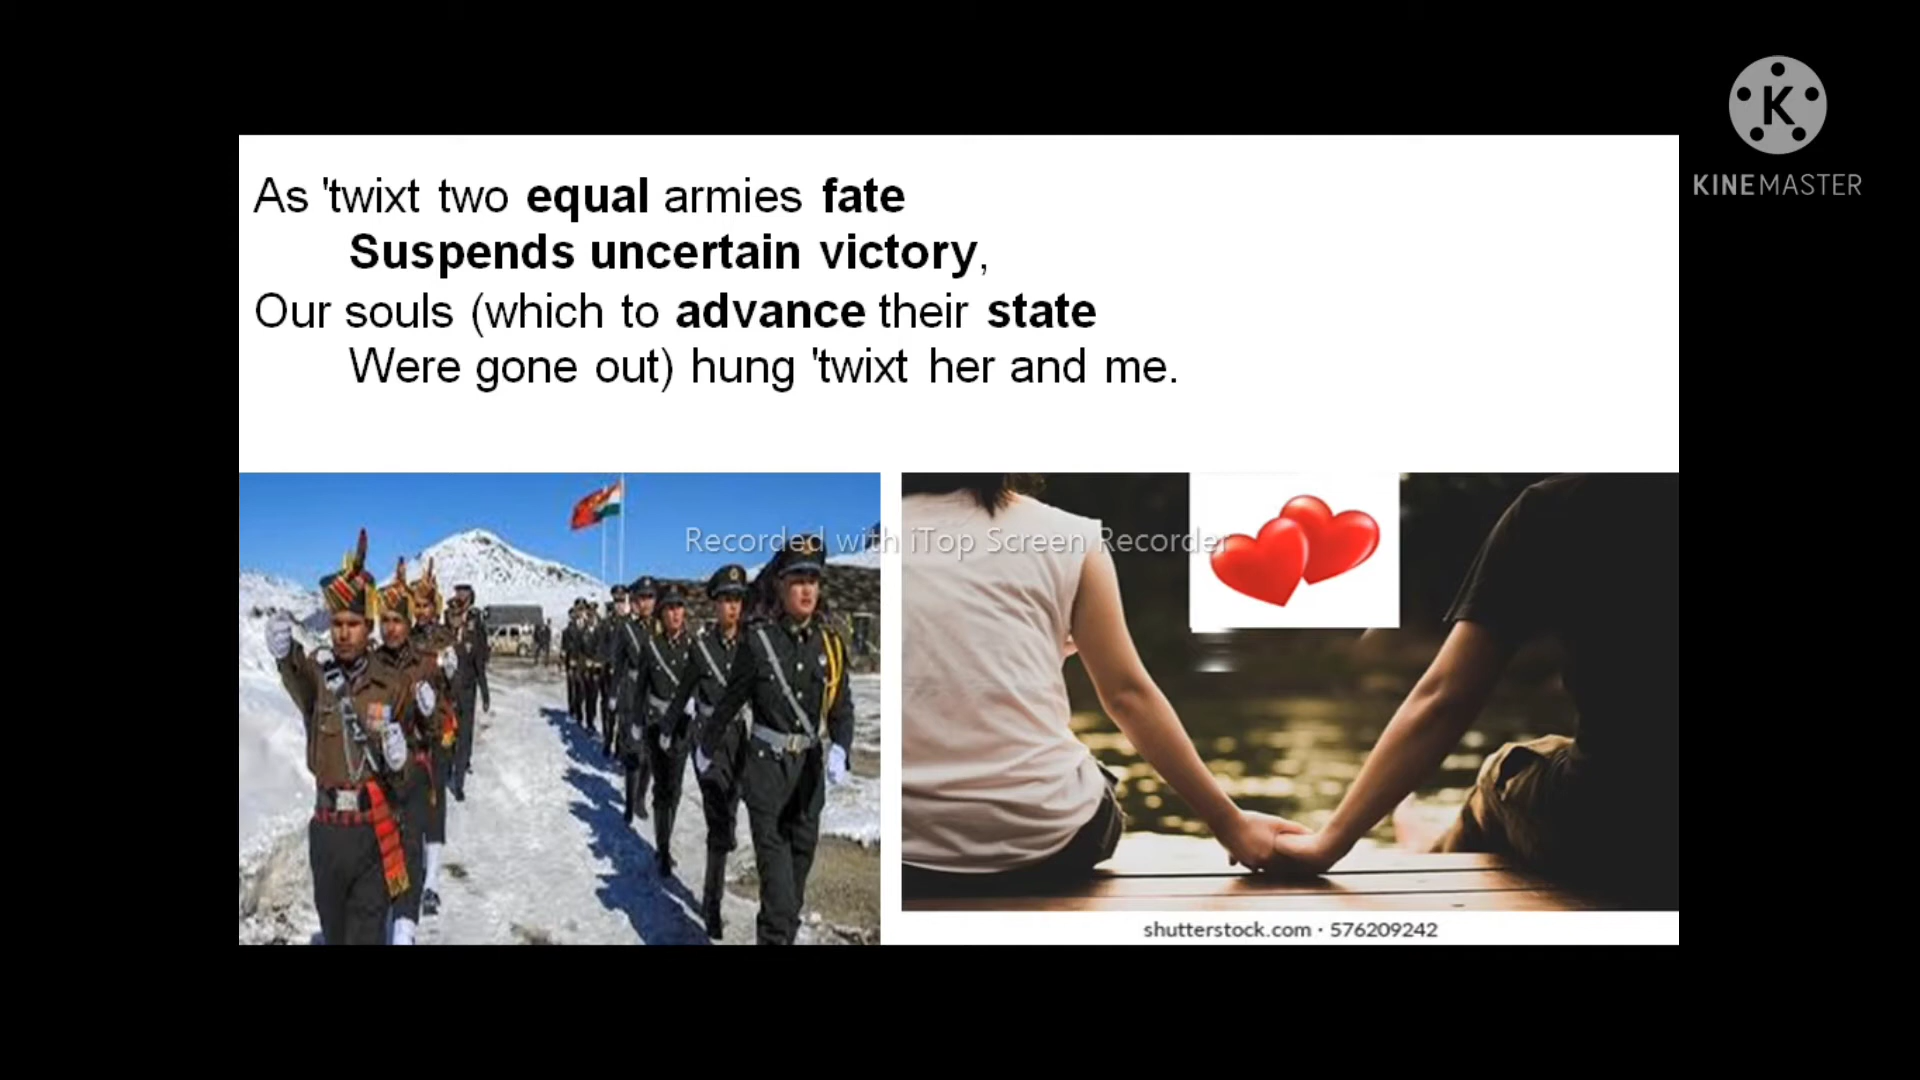 K
KINEMASTER
As 'twixt two equal armies fate
Suspends uncertain victory,
Our souls (which to advance their state
Were gone out) hung 'twixt her and me.
Recorded with iTop Screen Recorder
shutterstock.com · 576209242